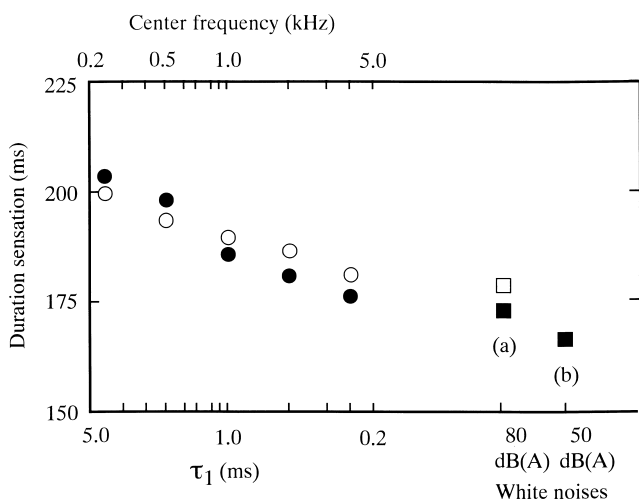 Center frequency (kHz)
0.2 0.5 1.0 5.0
225
200
175
150
Duration sensation (ms)
(a)
(b)
5.0 1.0 0.2 80 50
τ1 (ms) dB(A) dB(A)
White noises